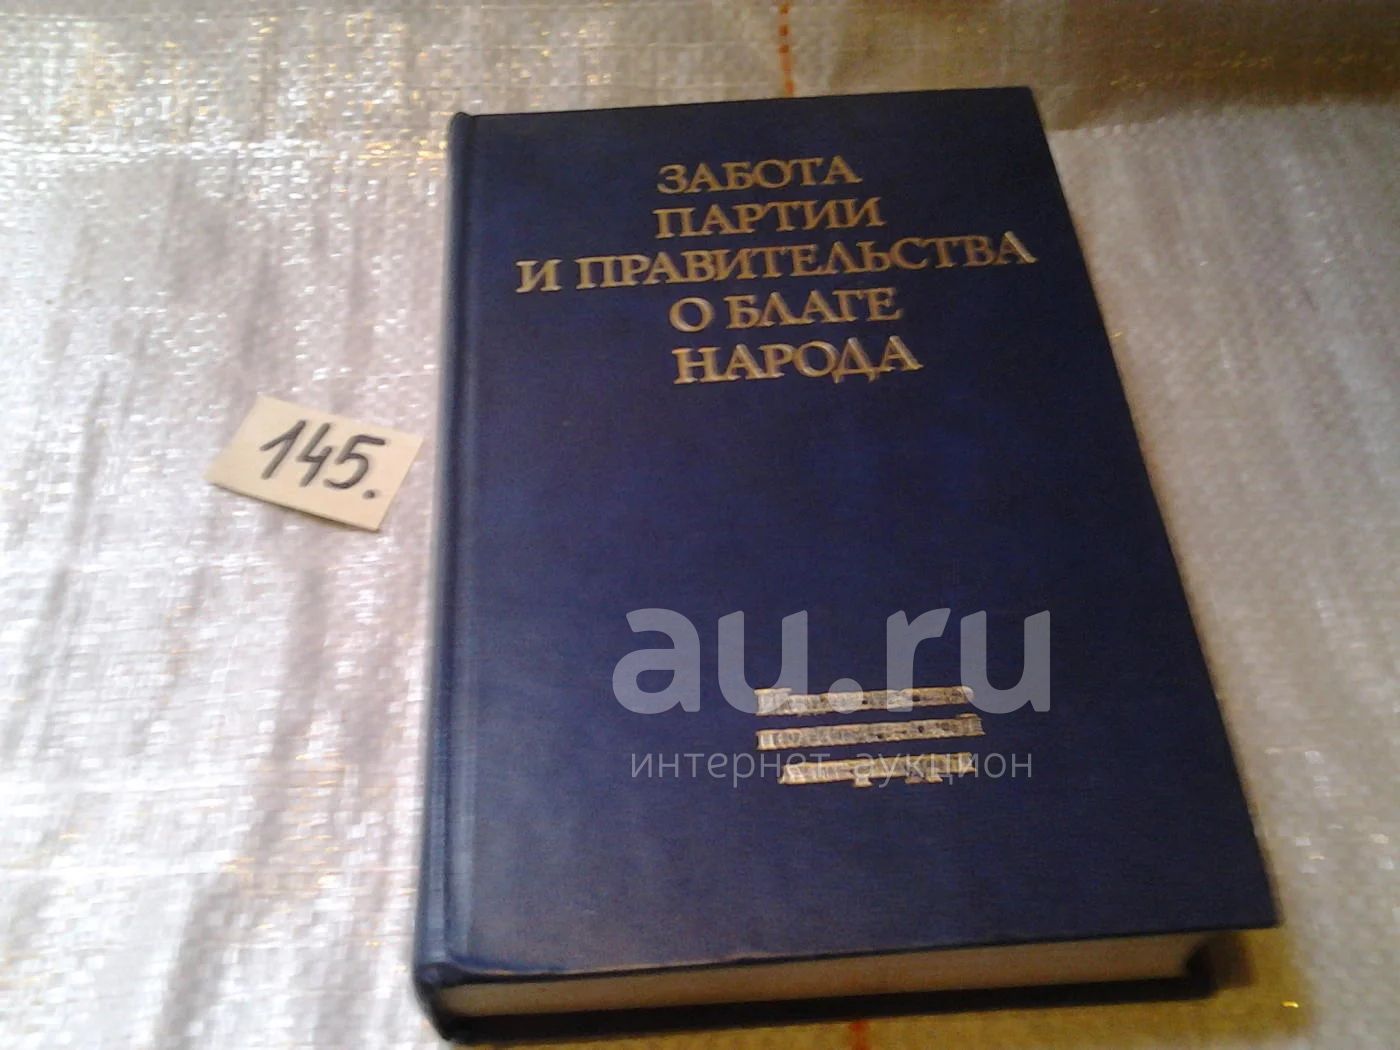 ЗАБОТА
ПАРТИИ
И ПРАВИТЕЛЬСТВА
О БЛАГЕ
НАРОДА
145.
au.ru
интернет-аукцион